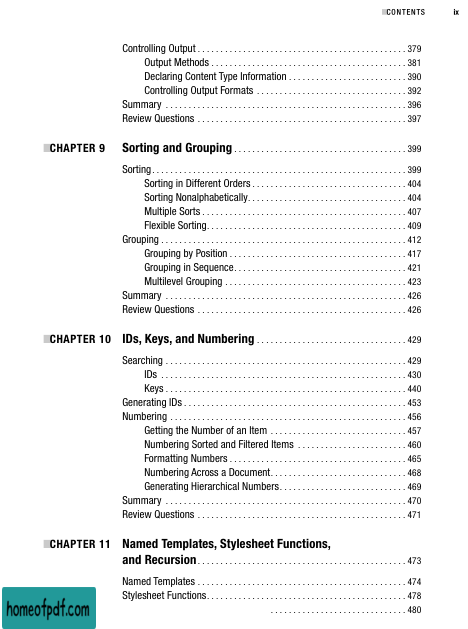 ■CONTENTS ix
Controlling Output . . . . . . . . . . . . . . . . . . . . 379
Output Methods . . . . . . . . . . . . . . . . . . . . 381
Declaring Content Type Information . . . . . . . . . . . . . . . . . . . . 390
Controlling Output Formats . . . . . . . . . . . . . . . . . . . . 392
Summary . . . . . . . . . . . . . . . . . . . . 396
Review Questions . . . . . . . . . . . . . . . . . . . . 397
■CHAPTER 9 Sorting and Grouping . . . . . . . . . . . . . . . . . . . . 399
Sorting . . . . . . . . . . . . . . . . . . . . 399
Sorting in Different Orders . . . . . . . . . . . . . . . . . . . . 404
Sorting Nonalphabetically . . . . . . . . . . . . . . . . . . . . 404
Multiple Sorts . . . . . . . . . . . . . . . . . . . . 407
Flexible Sorting . . . . . . . . . . . . . . . . . . . . 409
Grouping . . . . . . . . . . . . . . . . . . . . 412
Grouping by Position . . . . . . . . . . . . . . . . . . . . 417
Grouping in Sequence . . . . . . . . . . . . . . . . . . . . 421
Multilevel Grouping . . . . . . . . . . . . . . . . . . . . 423
Summary . . . . . . . . . . . . . . . . . . . . 426
Review Questions . . . . . . . . . . . . . . . . . . . . 426
■CHAPTER 10 IDs, Keys, and Numbering . . . . . . . . . . . . . . . . . . . . 429
Searching . . . . . . . . . . . . . . . . . . . . 429
IDs . . . . . . . . . . . . . . . . . . . . 430
Keys . . . . . . . . . . . . . . . . . . . . 440
Generating IDs . . . . . . . . . . . . . . . . . . . . 453
Numbering . . . . . . . . . . . . . . . . . . . . 456
Getting the Number of an Item . . . . . . . . . . . . . . . . . . . . 457
Numbering Sorted and Filtered Items . . . . . . . . . . . . . . . . . . . . 460
Formatting Numbers . . . . . . . . . . . . . . . . . . . . 465
Numbering Across a Document . . . . . . . . . . . . . . . . . . . . 468
Generating Hierarchical Numbers . . . . . . . . . . . . . . . . . . . . 469
Summary . . . . . . . . . . . . . . . . . . . . 470
Review Questions . . . . . . . . . . . . . . . . . . . . 471
■CHAPTER 11 Named Templates, Stylesheet Functions,
and Recursion . . . . . . . . . . . . . . . . . . . . 473
Named Templates . . . . . . . . . . . . . . . . . . . . 474
Stylesheet Functions . . . . . . . . . . . . . . . . . . . . 478
. . . . . . . . . . . . . . . . . . . . 480
homeofpdf.com